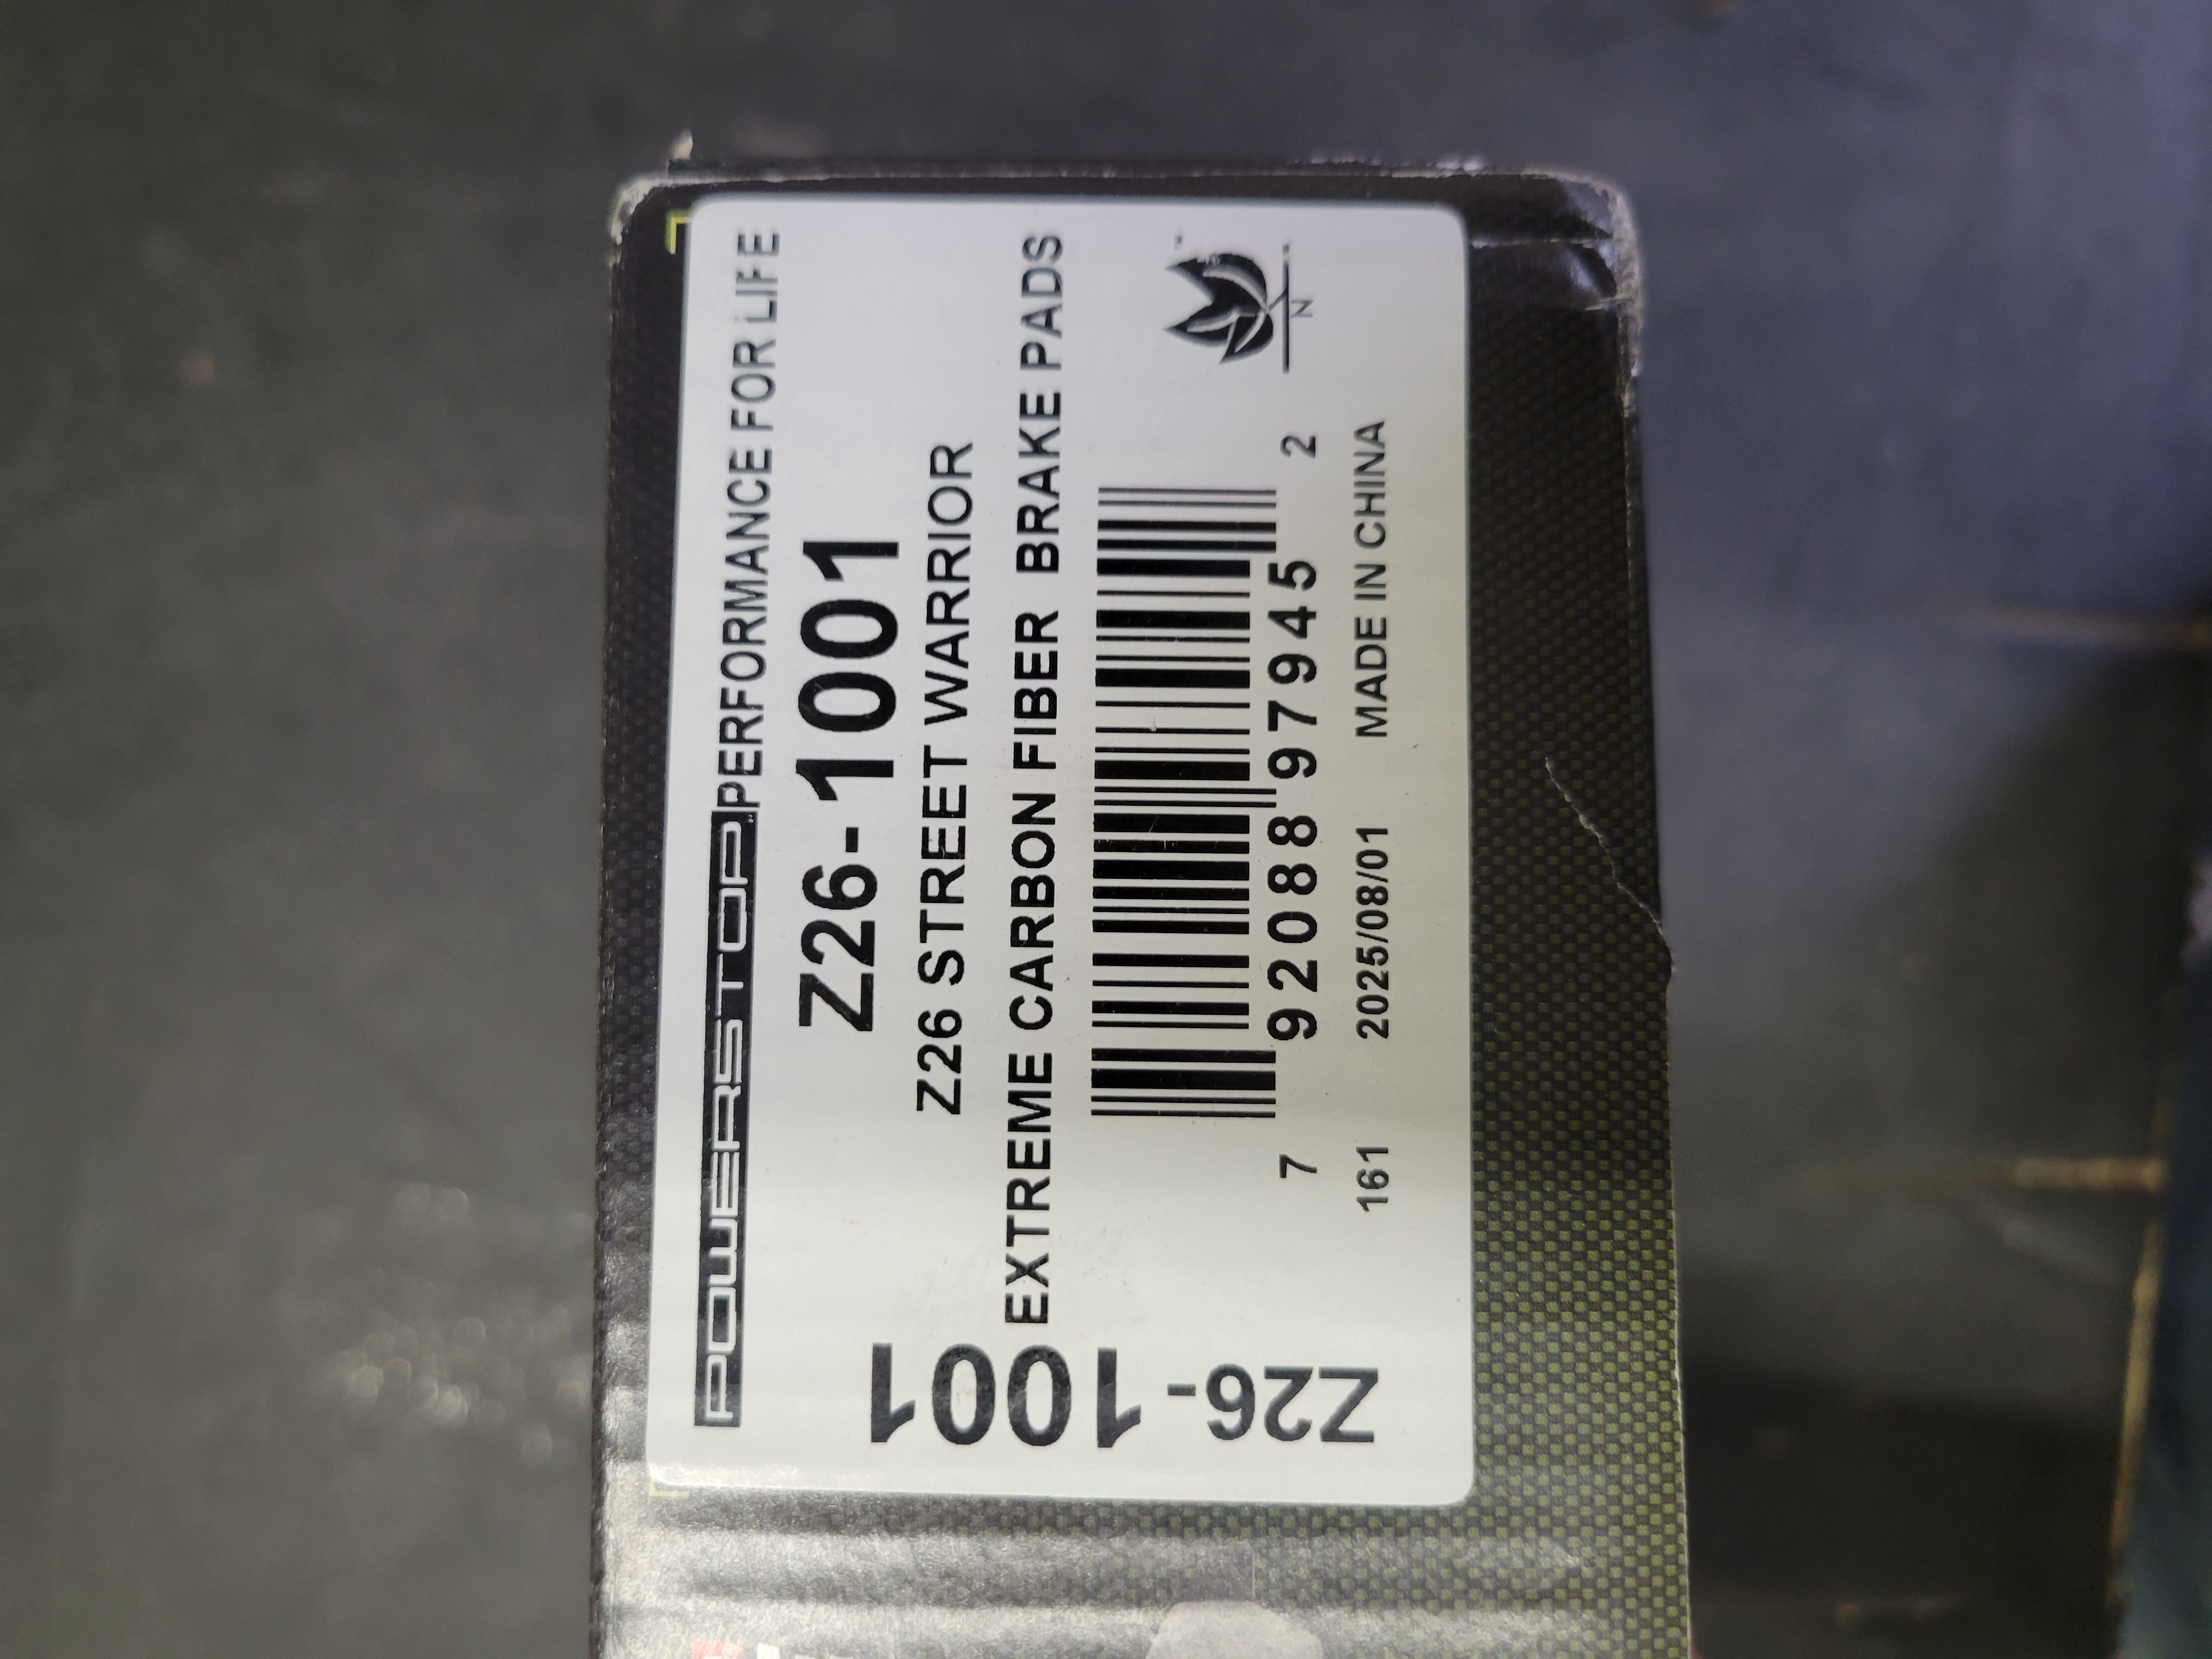 POWERSTOP PERFORMANCE FOR LIFE
Z26-1001
Z26 STREET WARRIOR
EXTREME CARBON FIBER BRAKE PADS
7 92088 97945 2
161 2025/08/01 MADE IN CHINA
N
Z26-1001